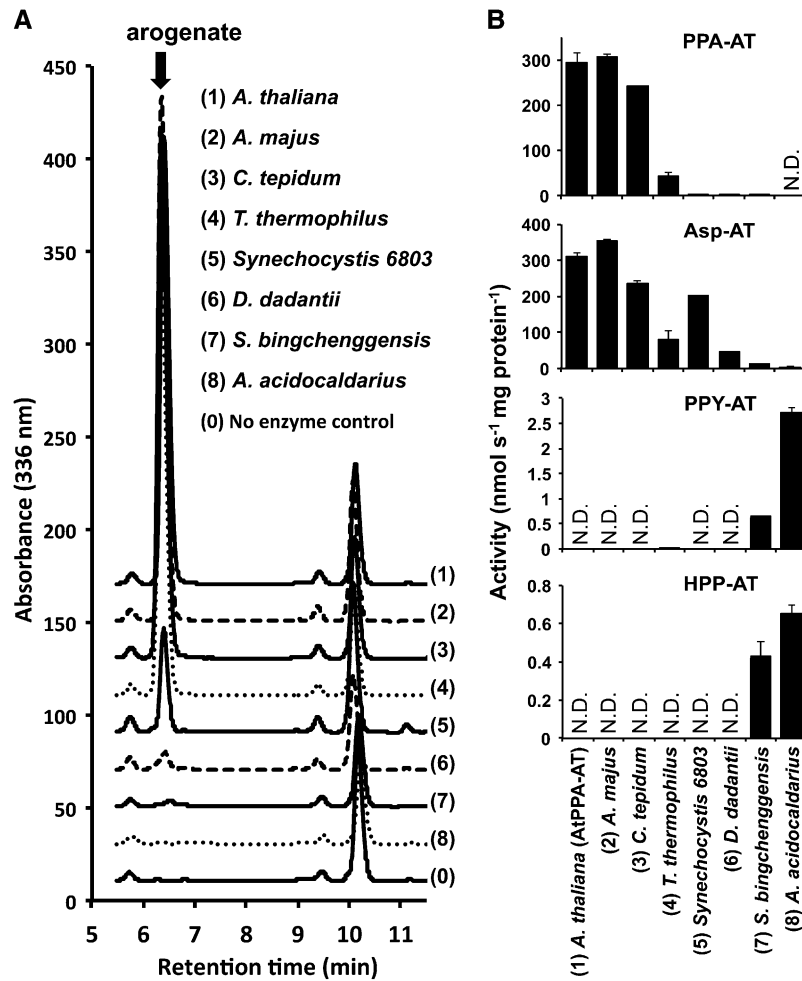 A
arogenate
450
400
350
300
250
200
150
100
50
0
Absorbance (336 nm)
(1) A. thaliana
(2) A. majus
(3) C. tepidum
(4) T. thermophilus
(5) Synechocystis 6803
(6) D. dadantii
(7) S. bingchenggensis
(8) A. acidocaldarius
(0) No enzyme control
(1)
(2)
(3)
(4)
(5)
(6)
(7)
(8)
(0)
5 6 7 8 9 10 11
Retention time (min)
B
Activity (nmol s-1 mg protein-1)
PPA-AT
300
200
100
0
N.D.
Asp-AT
400
300
200
100
0
PPY-AT
3
2.5
2
1.5
1
0.5
0
N.D. N.D. N.D. N.D. N.D.
HPP-AT
0.8
0.6
0.4
0.2
0
N.D. N.D. N.D. N.D. N.D. N.D.
(1) A. thaliana (AtPPA-AT)
(2) A. majus
(3) C. tepidum
(4) T. thermophilus
(5) Synechocystis 6803
(6) D. dadantii
(7) S. bingchenggensis
(8) A. acidocaldarius